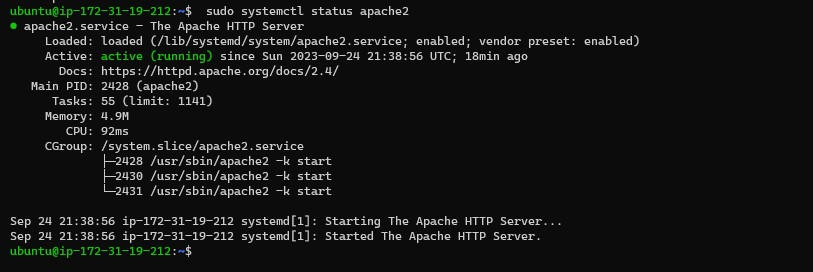 ubuntu@ip-172-31-19-212:~$  sudo systemctl status apache2
● apache2.service - The Apache HTTP Server
     Loaded: loaded (/lib/systemd/system/apache2.service; enabled; vendor preset: enabled)
     Active: active (running) since Sun 2023-09-24 21:38:56 UTC; 18min ago
       Docs: https://httpd.apache.org/docs/2.4/
   Main PID: 2428 (apache2)
      Tasks: 55 (limit: 1141)
     Memory: 4.9M
        CPU: 92ms
     CGroup: /system.slice/apache2.service
             ├─2428 /usr/sbin/apache2 -k start
             ├─2430 /usr/sbin/apache2 -k start
             └─2431 /usr/sbin/apache2 -k start

Sep 24 21:38:56 ip-172-31-19-212 systemd[1]: Starting The Apache HTTP Server...
Sep 24 21:38:56 ip-172-31-19-212 systemd[1]: Started The Apache HTTP Server.
ubuntu@ip-172-31-19-212:~$